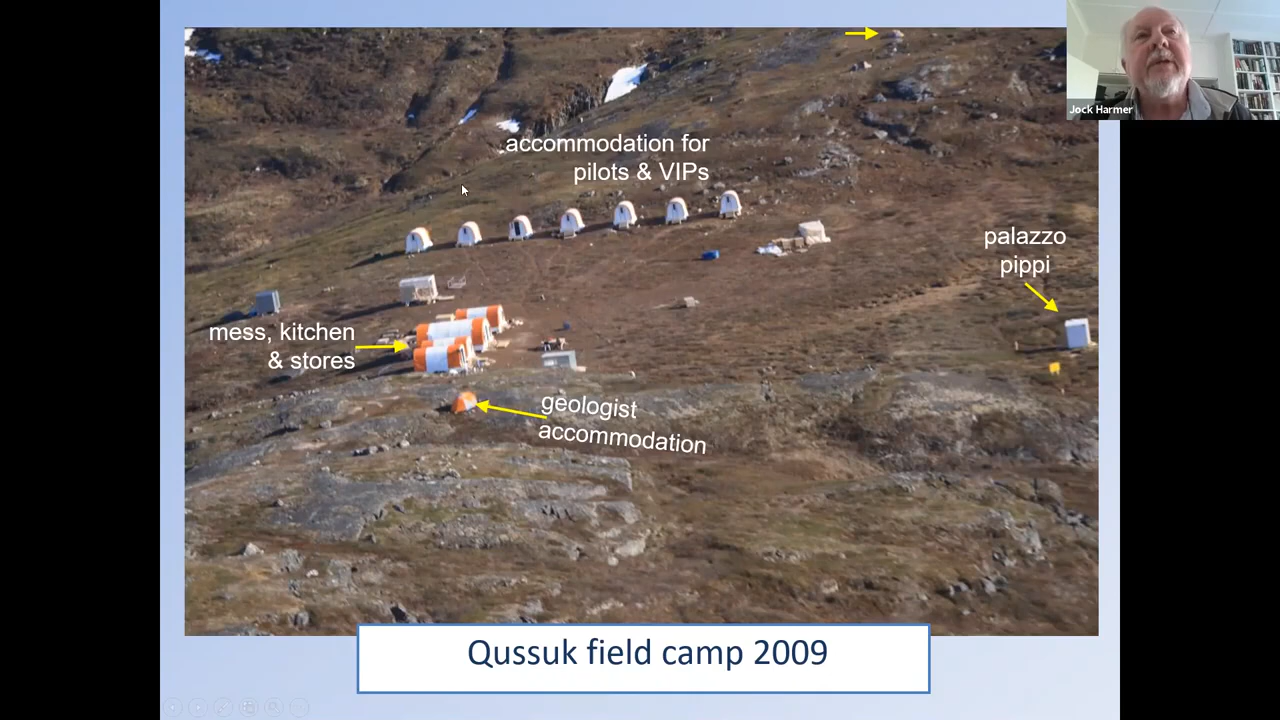 Jock Harmer
accommodation for
pilots & VIPs
palazzo
pippi
mess, kitchen
& stores
geologist
accommodation
Qussuk field camp 2009